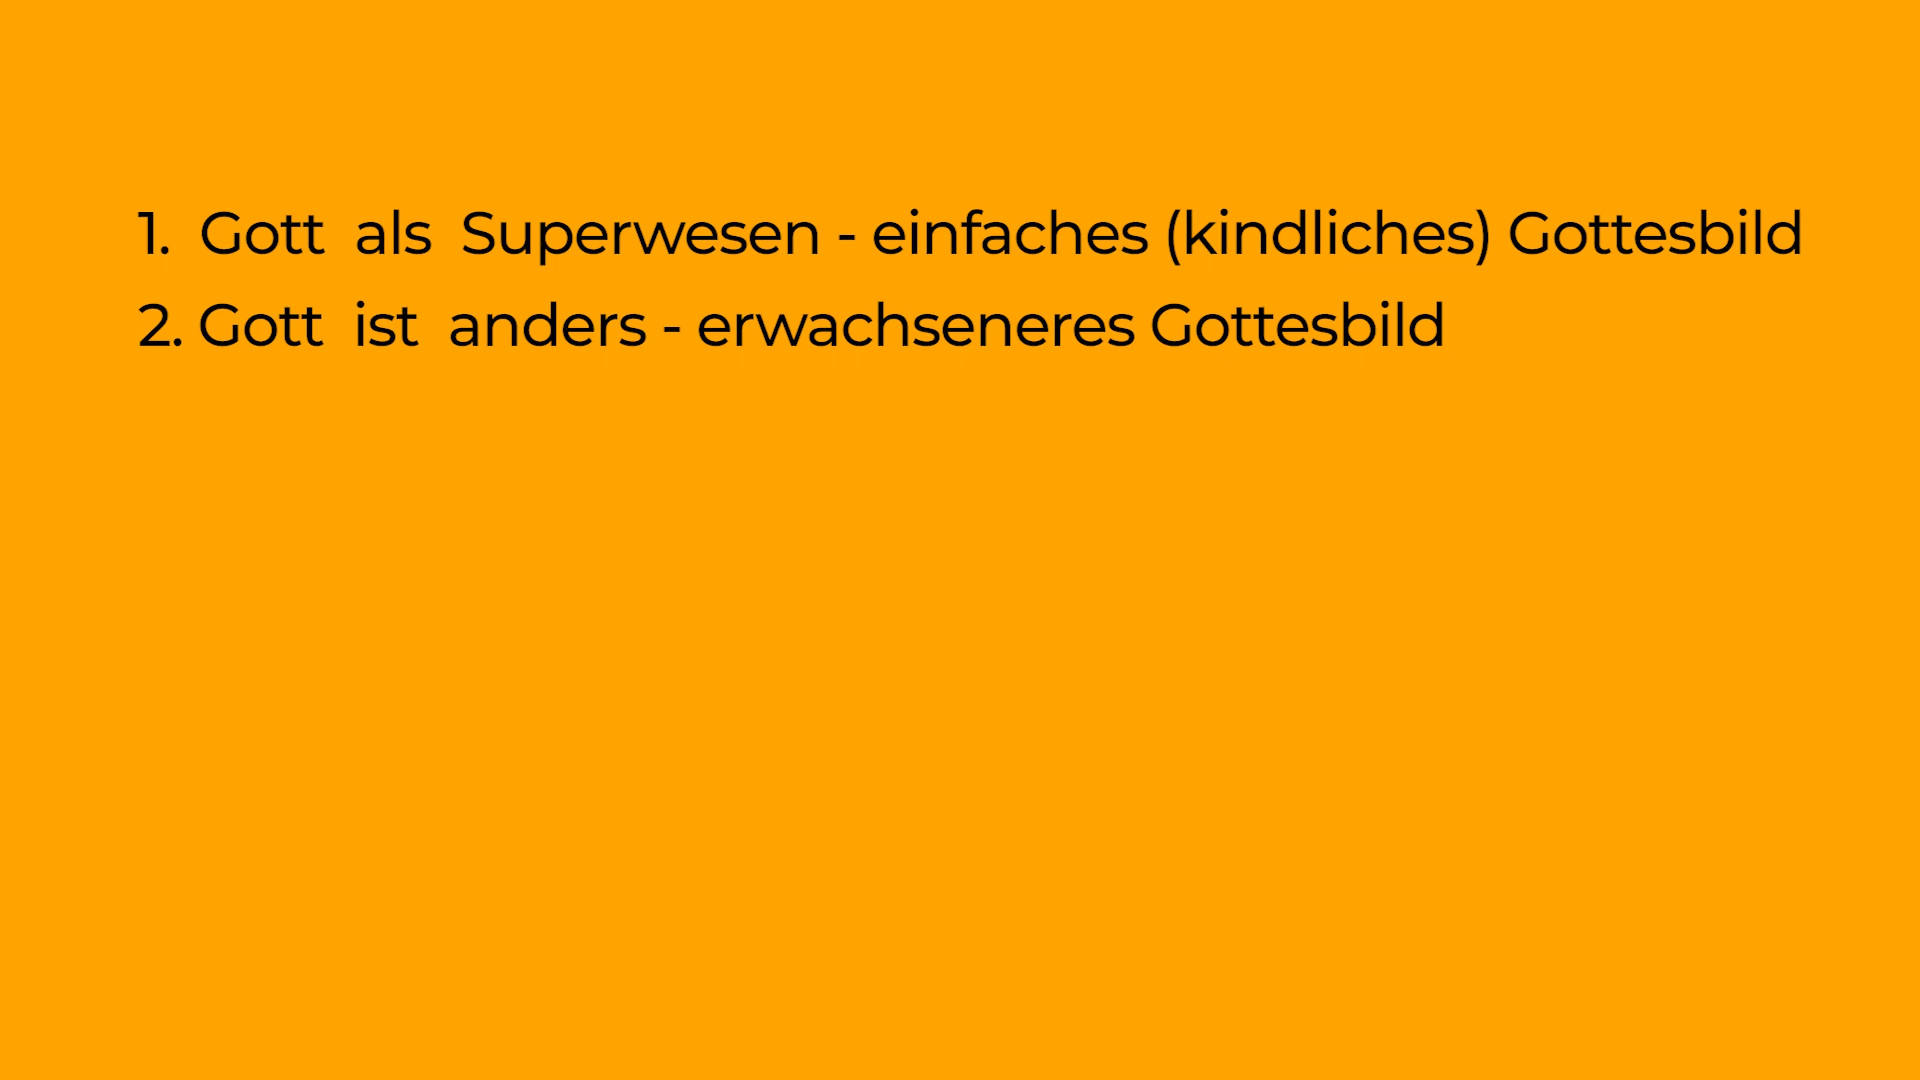 1. Gott als Superwesen - einfaches (kindliches) Gottesbild
2. Gott ist anders - erwachseneres Gottesbild